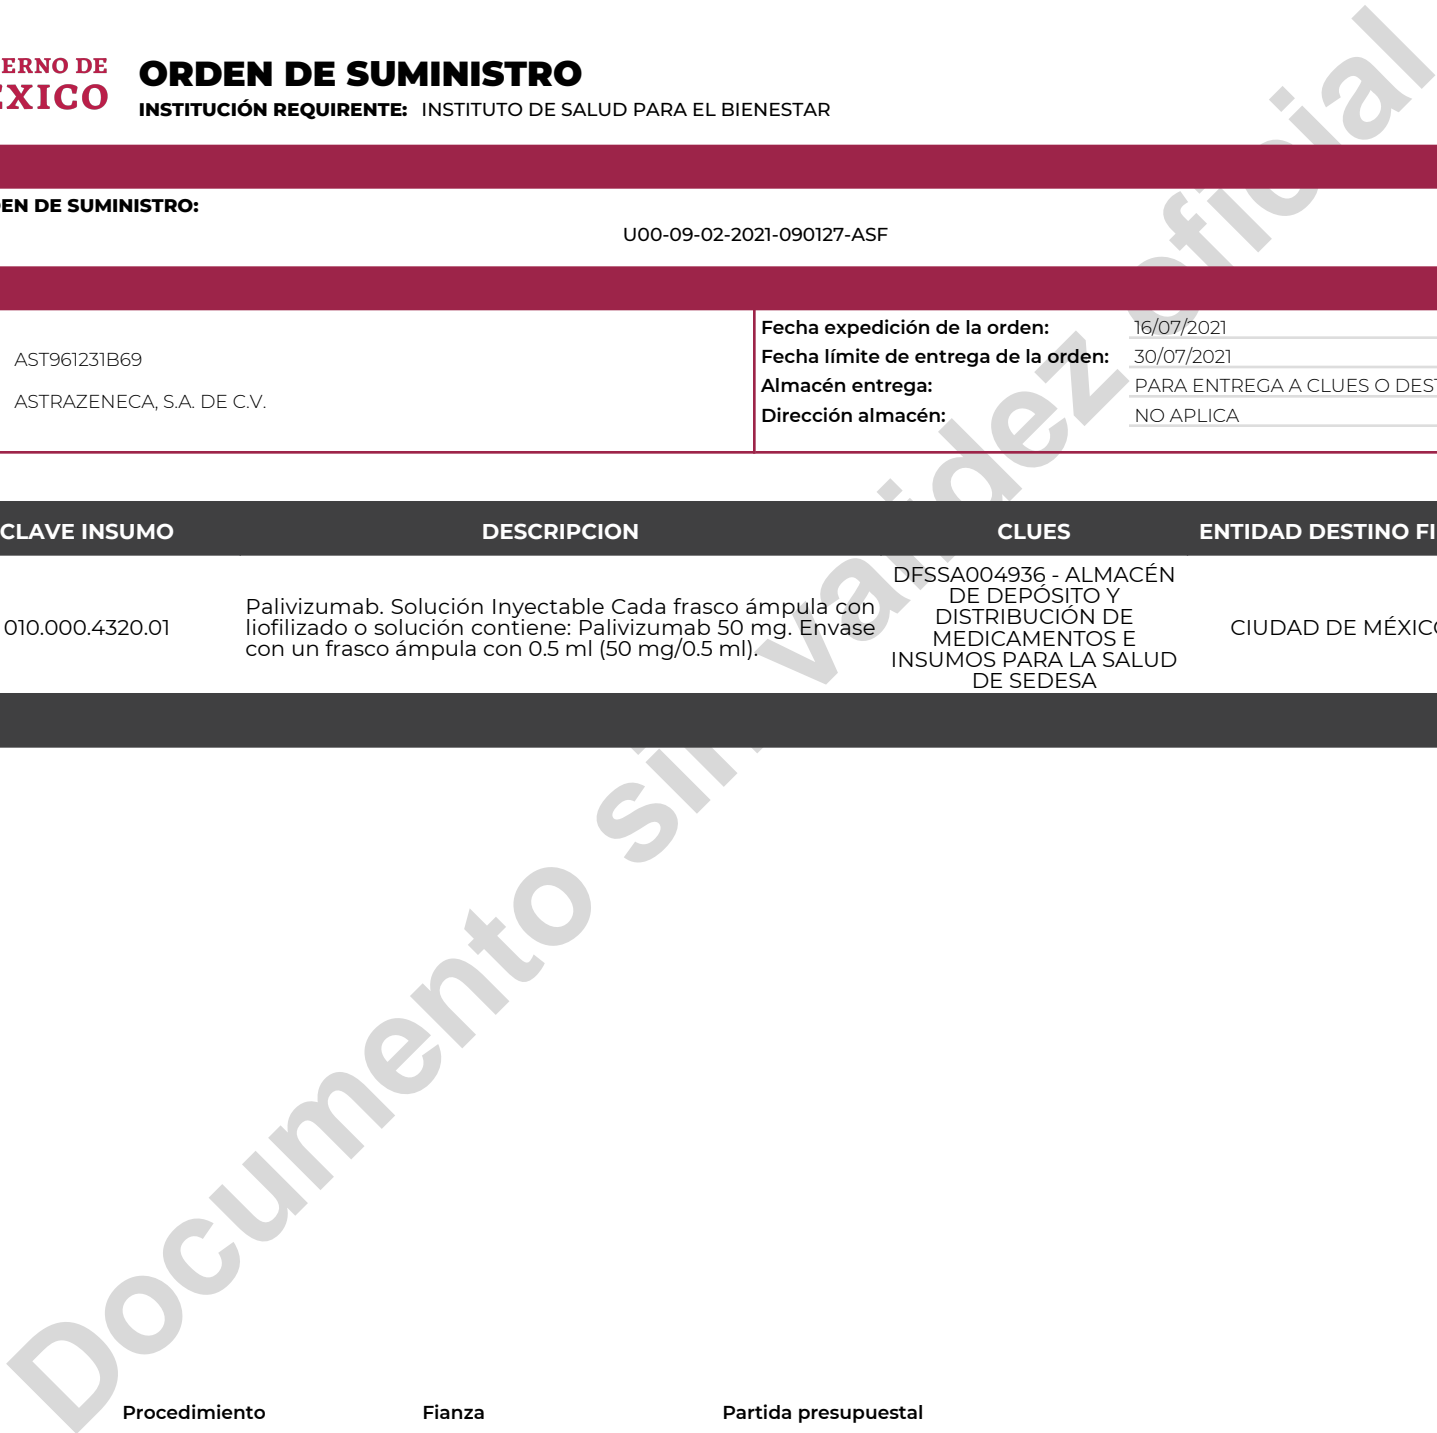 ERNO DE
ÉXICO
ORDEN DE SUMINISTRO
INSTITUCIÓN REQUIRENTE: INSTITUTO DE SALUD PARA EL BIENESTAR
EN DE SUMINISTRO:
U00-09-02-2021-090127-ASF
AST961231B69
ASTRAZENECA, S.A. DE C.V.
Fecha expedición de la orden: 16/07/2021
Fecha límite de entrega de la orden: 30/07/2021
Almacén entrega: PARA ENTREGA A CLUES O DEST
Dirección almacén: NO APLICA
CLAVE INSUMO DESCRIPCION CLUES ENTIDAD DESTINO FI
010.000.4320.01
Palivizumab. Solución Inyectable Cada frasco ámpula con
liofilizado o solución contiene: Palivizumab 50 mg. Envase
con un frasco ámpula con 0.5 ml (50 mg/0.5 ml).
DFSSA004936 - ALMACÉN
DE DEPÓSITO Y
DISTRIBUCIÓN DE
MEDICAMENTOS E
INSUMOS PARA LA SALUD
DE SEDESA
CIUDAD DE MÉXICO
Documento sin validez oficial
Procedimiento Fianza Partida presupuestal